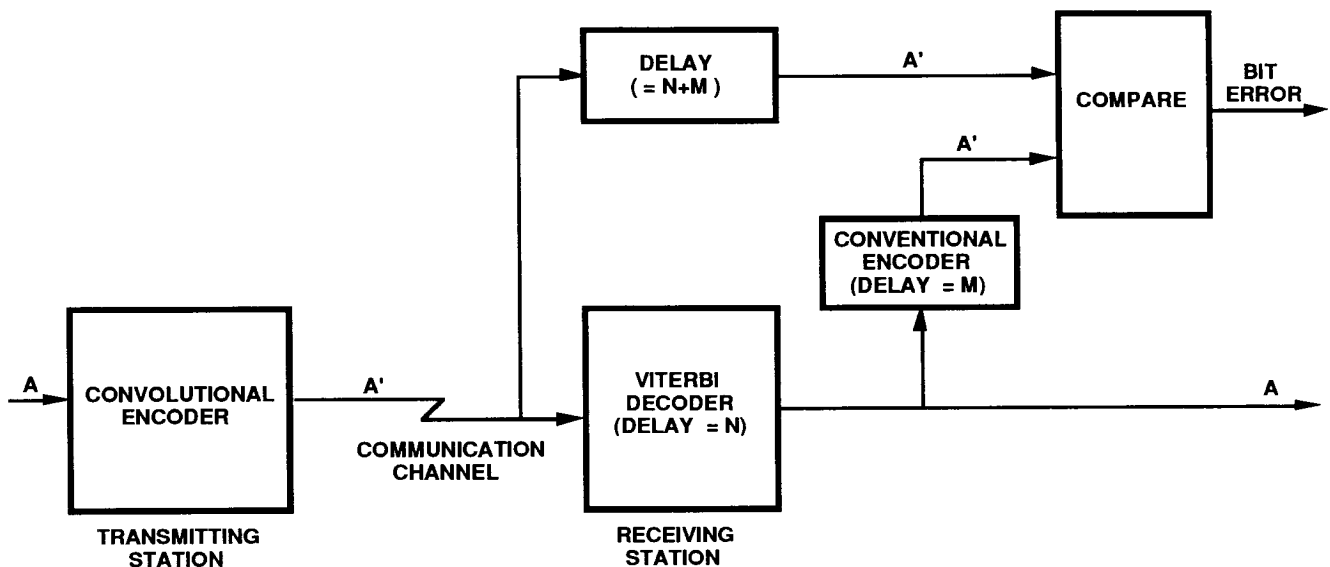 DELAY
( = N+M )
A'
COMPARE
BIT
ERROR
A'
CONVENTIONAL
ENCODER
(DELAY = M)
A
CONVOLUTIONAL
ENCODER
A'
COMMUNICATION
CHANNEL
VITERBI
DECODER
(DELAY = N)
A
TRANSMITTING
STATION
RECEIVING
STATION